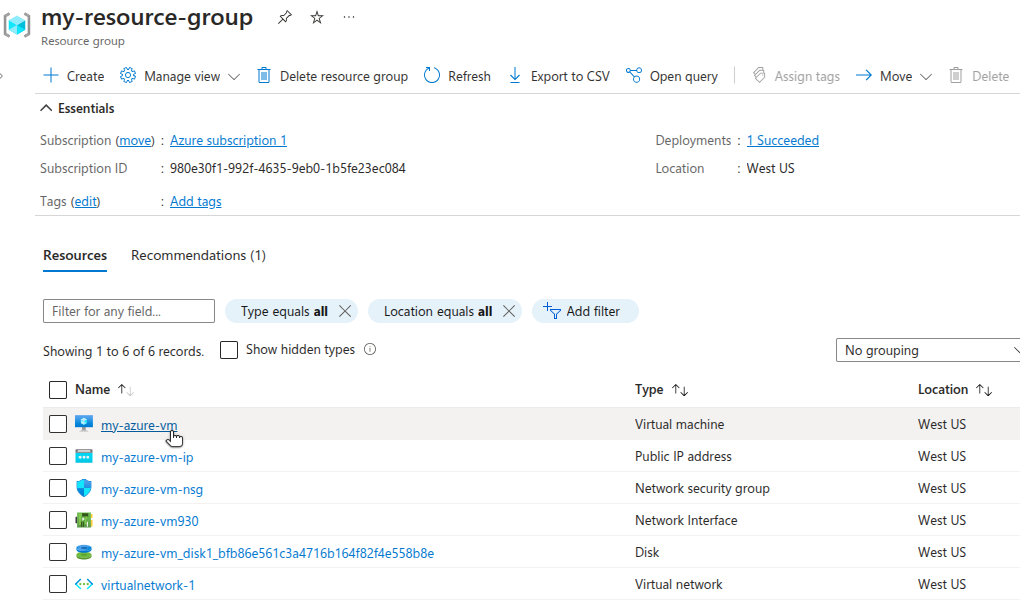 my-resource-group
Resource group
Create Manage view Delete resource group Refresh Export to CSV Open query Assign tags Move Delete
Essentials
Subscription (move) : Azure subscription 1 Deployments : 1 Succeeded
Subscription ID : 980e30f1-992f-4635-9eb0-1b5fe23ec084 Location : West US
Tags (edit) : Add tags
Resources Recommendations (1)
Filter for any field... Type equals all Location equals all Add filter
Showing 1 to 6 of 6 records. Show hidden types No grouping
Name Type Location
my-azure-vm Virtual machine West US
my-azure-vm-ip Public IP address West US
my-azure-vm-nsg Network security group West US
my-azure-vm930 Network Interface West US
my-azure-vm_disk1_bfb86e561c3a4716b164f82f4e558b8e Disk West US
virtualnetwork-1 Virtual network West US